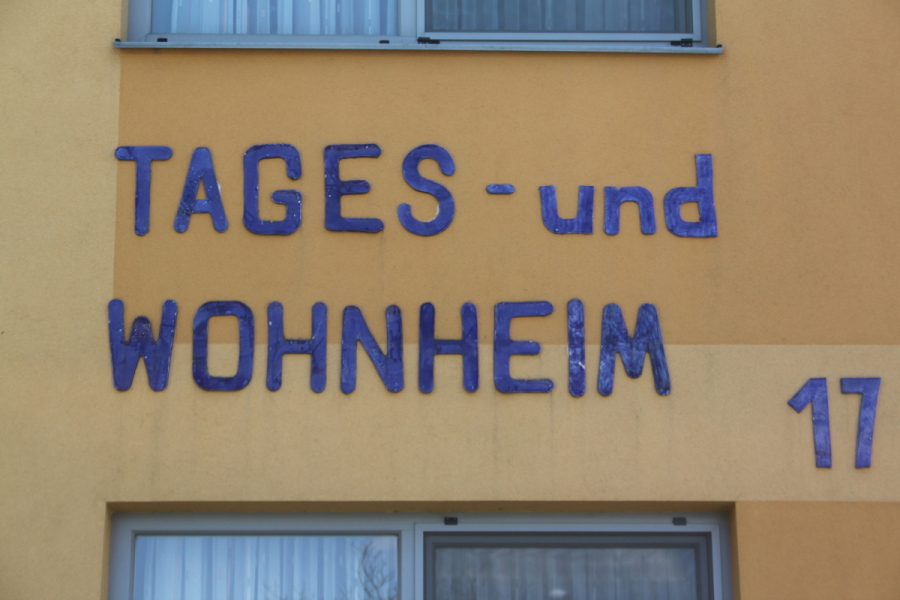 TAGES - und
WOHNHEIM
17